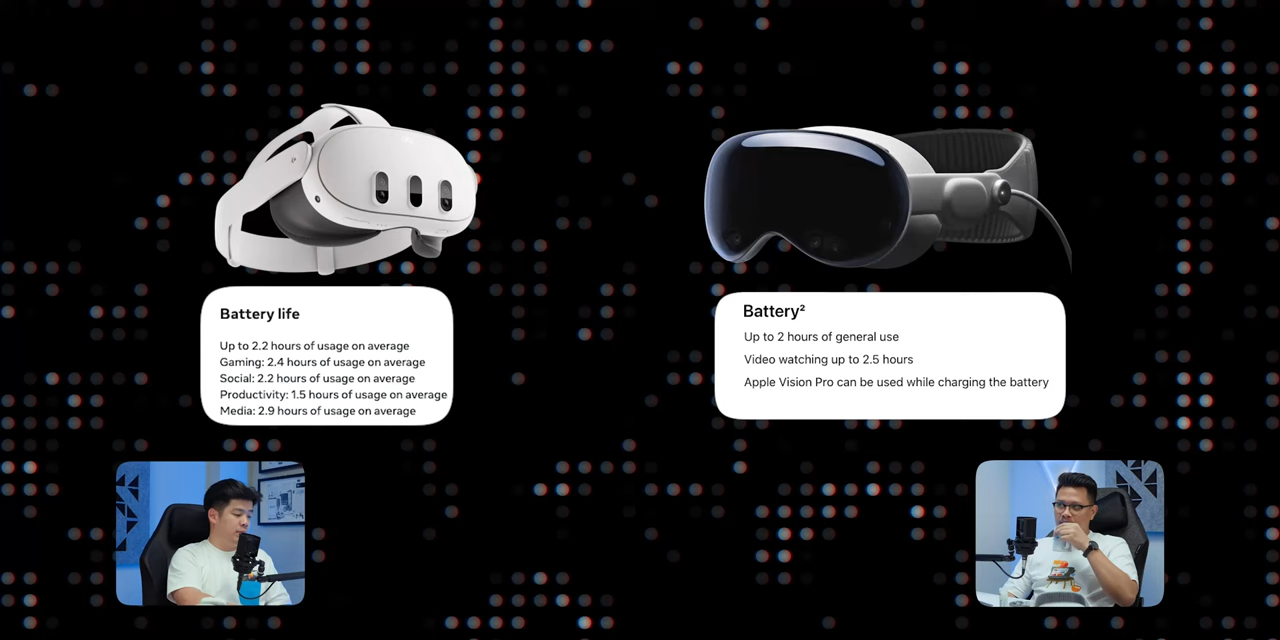 Battery life
Up to 2.2 hours of usage on average
Gaming: 2.4 hours of usage on average
Social: 2.2 hours of usage on average
Productivity: 1.5 hours of usage on average
Media: 2.9 hours of usage on average
Battery²
Up to 2 hours of general use
Video watching up to 2.5 hours
Apple Vision Pro can be used while charging the battery